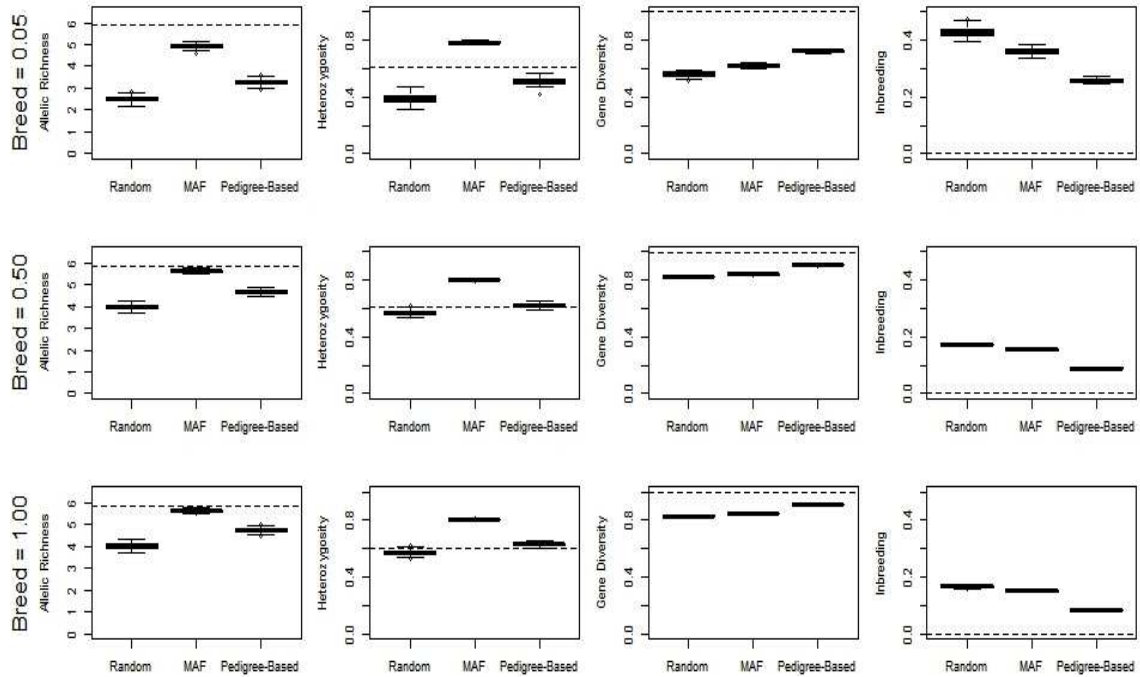 Breed = 0.05
Allelic Richness
0 1 2 3 4 5 6
Random MAF Pedigree-Based
Heterozygosity
0.0 0.4 0.8
Random MAF Pedigree-Based
Gene Diversity
0.0 0.4 0.8
Random MAF Pedigree-Based
Inbreeding
0.0 0.2 0.4
Random MAF Pedigree-Based
Breed = 0.50
Allelic Richness
0 1 2 3 4 5 6
Random MAF Pedigree-Based
Heterozygosity
0.0 0.4 0.8
Random MAF Pedigree-Based
Gene Diversity
0.0 0.4 0.8
Random MAF Pedigree-Based
Inbreeding
0.0 0.2 0.4
Random MAF Pedigree-Based
Breed = 1.00
Allelic Richness
0 1 2 3 4 5 6
Random MAF Pedigree-Based
Heterozygosity
0.0 0.4 0.8
Random MAF Pedigree-Based
Gene Diversity
0.0 0.4 0.8
Random MAF Pedigree-Based
Inbreeding
0.0 0.2 0.4
Random MAF Pedigree-Based